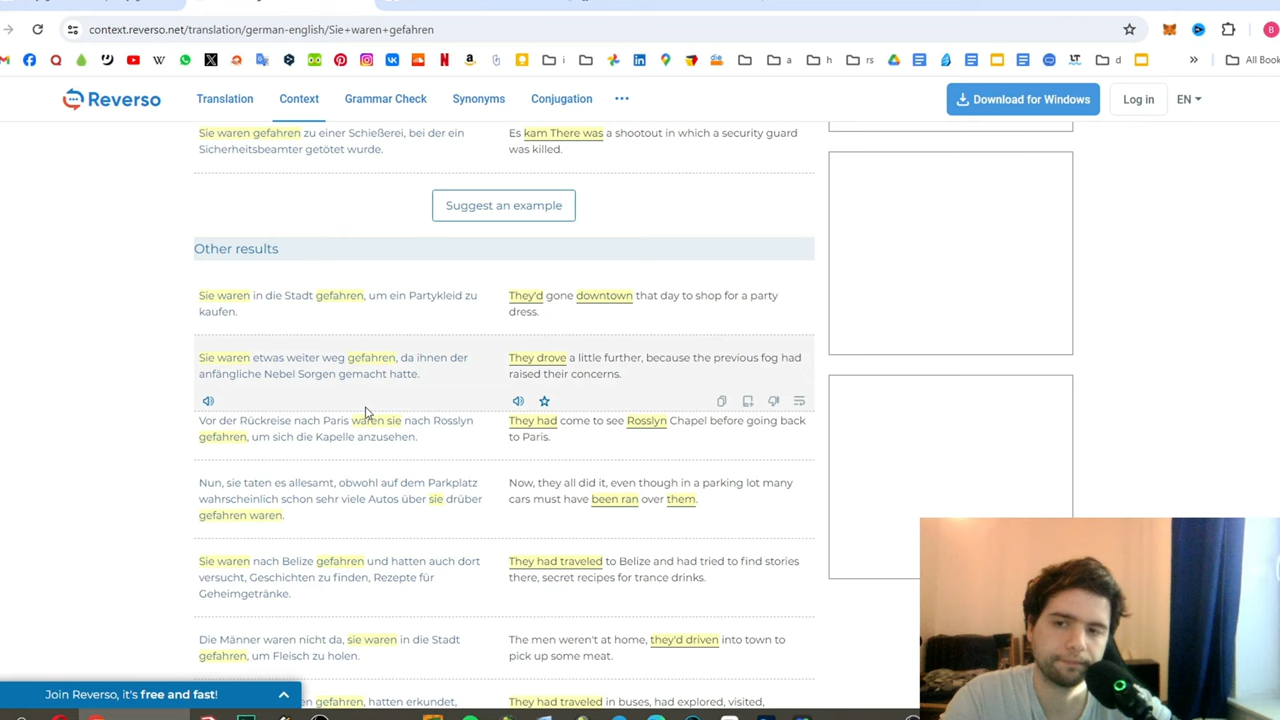 context.reverso.net/translation/german-english/Sie+waren+gefahren
i
a
h
rs
d
All Book
Reverso
Translation
Context
Grammar Check
Synonyms
Conjugation
Download for Windows
Log in
EN
Sie waren gefahren zu einer Schießerei, bei der ein
Sicherheitsbeamter getötet wurde.
Es kam There was a shootout in which a security guard
was killed.
Suggest an example
Other results
Sie waren in die Stadt gefahren, um ein Partykleid zu
kaufen.
They'd gone downtown that day to shop for a party
dress.
Sie waren etwas weiter weg gefahren, da ihnen der
anfängliche Nebel Sorgen gemacht hatte.
They drove a little further, because the previous fog had
raised their concerns.
Vor der Rückreise nach Paris waren sie nach Rosslyn
gefahren, um sich die Kapelle anzusehen.
They had come to see Rosslyn Chapel before going back
to Paris.
Nun, sie taten es allesamt, obwohl auf dem Parkplatz
wahrscheinlich schon sehr viele Autos über sie drüber
gefahren waren.
Now, they all did it, even though in a parking lot many
cars must have been ran over them.
Sie waren nach Belize gefahren und hatten auch dort
versucht, Geschichten zu finden, Rezepte für
Geheimgetränke.
They had traveled to Belize and had tried to find stories
there, secret recipes for trance drinks.
Die Männer waren nicht da, sie waren in die Stadt
gefahren, um Fleisch zu holen.
The men weren't at home, they'd driven into town to
pick up some meat.
gefahren, hatten erkundet,
They had traveled in buses, had explored, visited,
Join Reverso, it's free and fast!